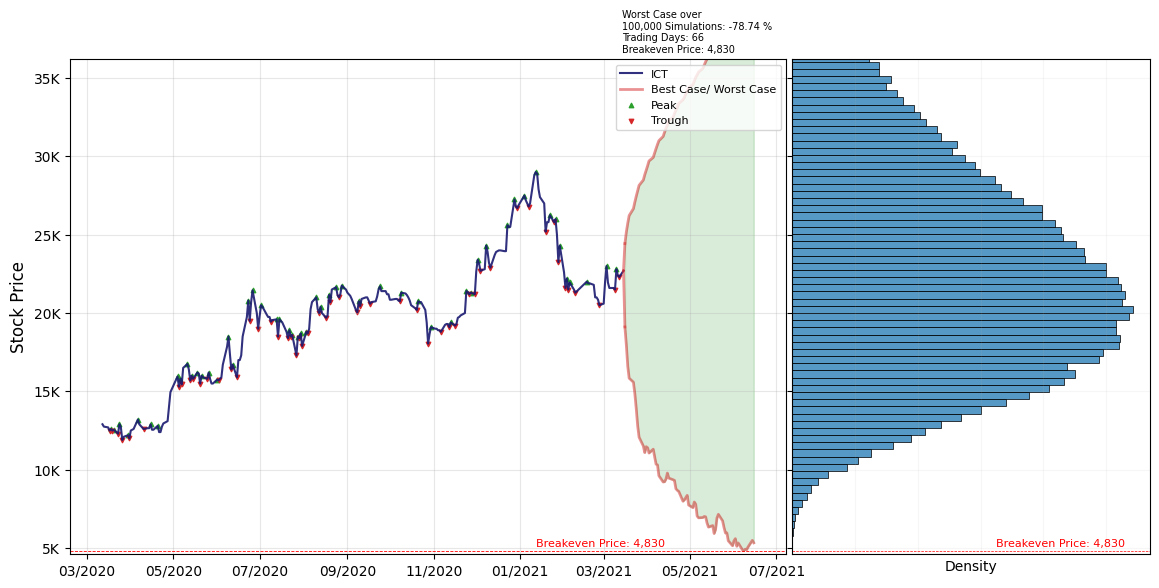 Worst Case over
100,000 Simulations: -78.74 %
Trading Days: 66
Breakeven Price: 4,830
ICT
Best Case/ Worst Case
Peak
Trough
Stock Price
35K
30K
25K
20K
15K
10K
5K
Breakeven Price: 4,830
Breakeven Price: 4,830
03/2020 05/2020 07/2020 09/2020 11/2020 01/2021 03/2021 05/2021 07/2021
Density